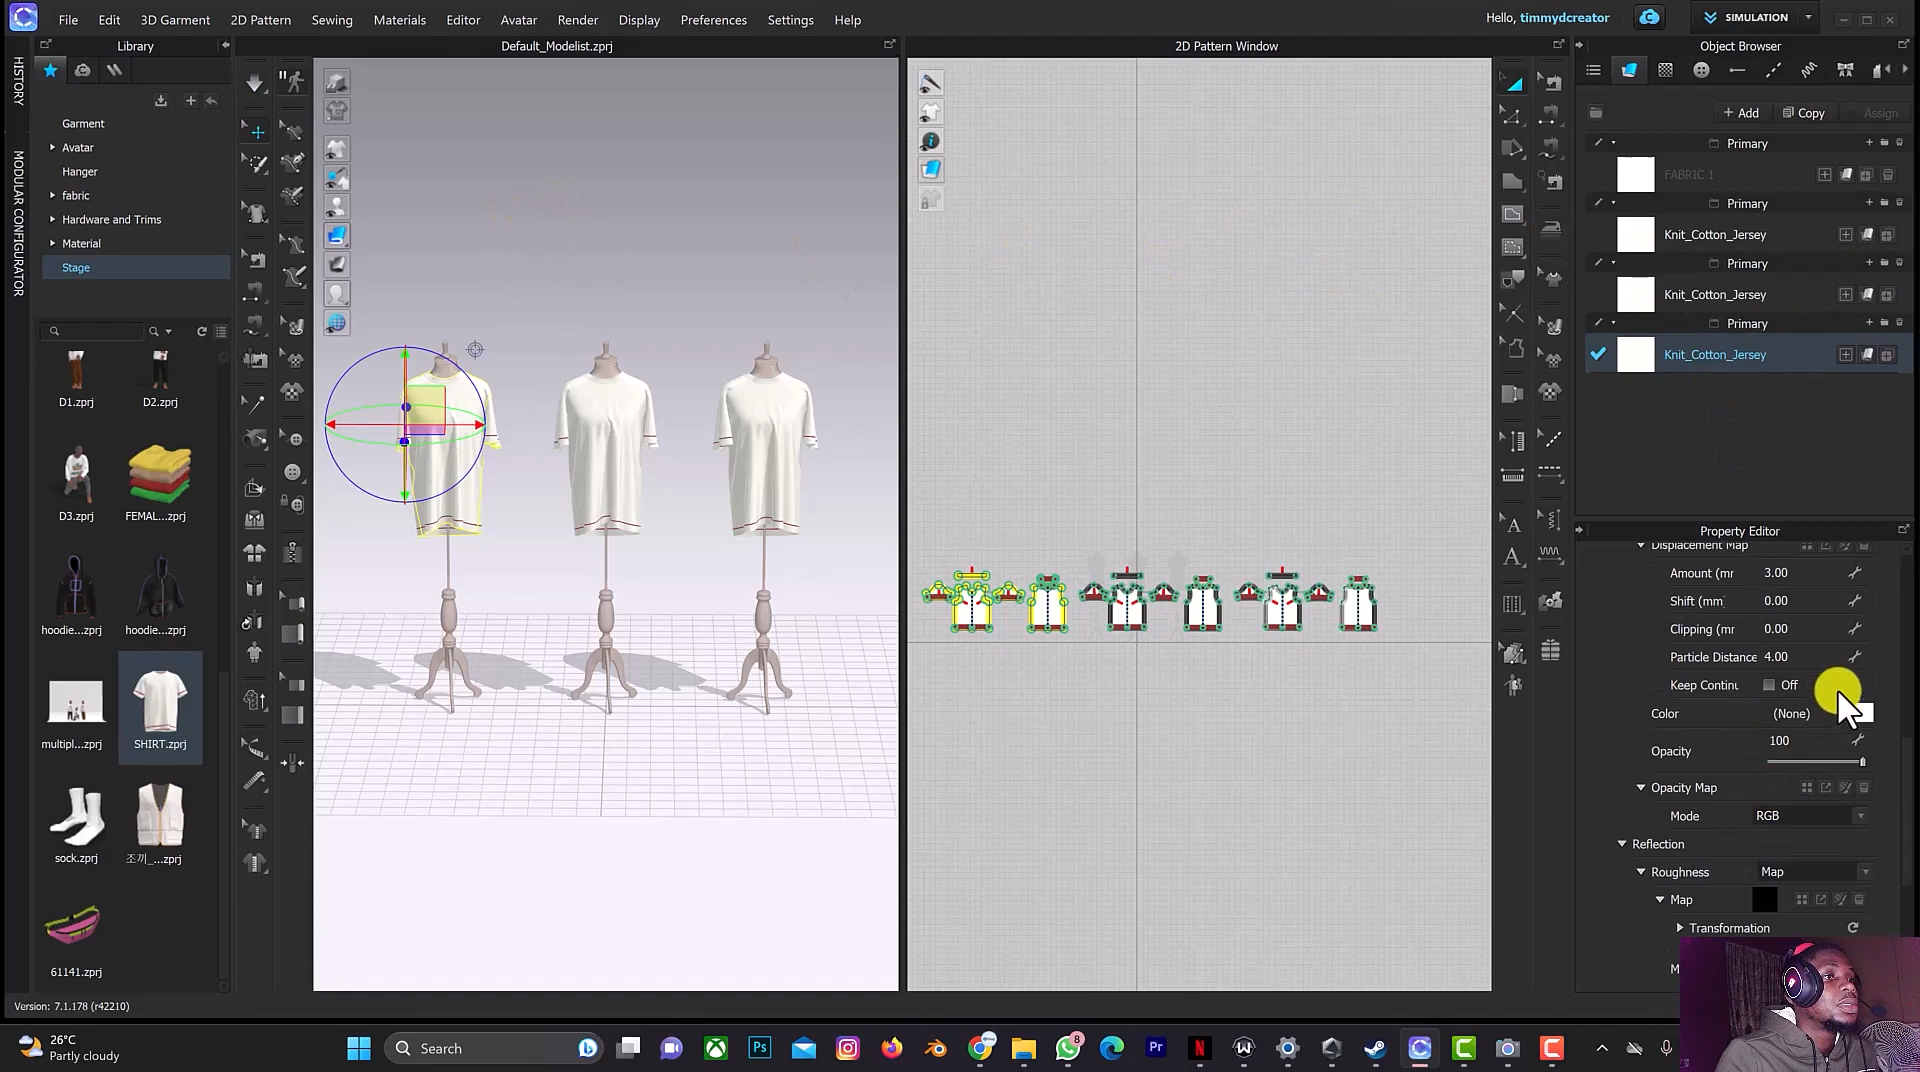 File Edit 3D Garment 2D Pattern Sewing Materials Editor Avatar Render Display Preferences Settings Help
Hello, timmydcreator
SIMULATION
HISTORY
MODULAR CONFIGURATOR
Library
Default_Modelist.zprj
2D Pattern Window
Object Browser
Garment
Avatar
Hanger
fabric
Hardware and Trims
Material
Stage
D1.zprj
D2.zprj
D3.zprj
FEMAL...zprj
hoodie...zprj
hoodie...zprj
multipl...zprj
SHIRT.zprj
sock.zprj
조끼_...zprj
61141.zprj
Version: 7.1.178 (r42210)
+ Add
Copy
Assign
Primary
FABRIC 1
Primary
Knit_Cotton_Jersey
Primary
Knit_Cotton_Jersey
Primary
Knit_Cotton_Jersey
Property Editor
Displacement Map
Amount (mr 3.00
Shift (mm) 0.00
Clipping (mr 0.00
Particle Distance 4.00
Keep Continu Off
Color (None)
Opacity 100
Opacity Map
Mode RGB
Reflection
Roughness Map
Map
Transformation
26°C
Partly cloudy
Search
8